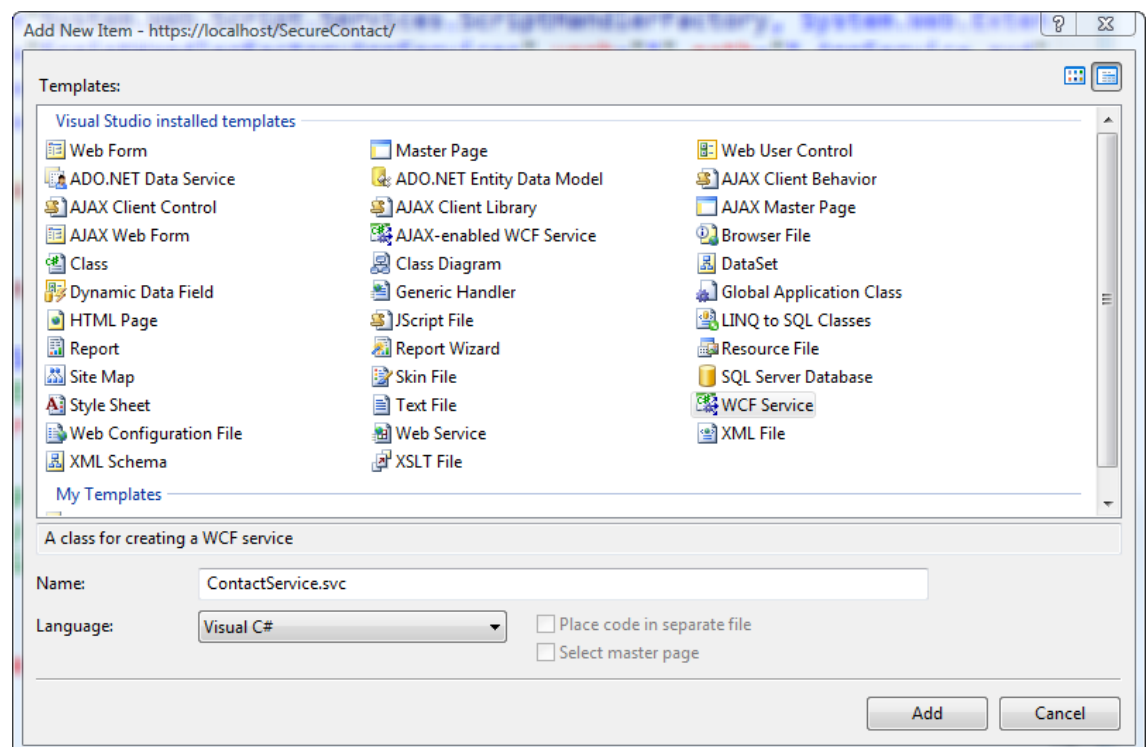 Add New Item - https://localhost/SecureContact/
Templates:
Visual Studio installed templates
Web Form Master Page Web User Control
ADO.NET Data Service ADO.NET Entity Data Model AJAX Client Behavior
AJAX Client Control AJAX Client Library AJAX Master Page
AJAX Web Form AJAX-enabled WCF Service Browser File
Class Class Diagram DataSet
Dynamic Data Field Generic Handler Global Application Class
HTML Page JScript File LINQ to SQL Classes
Report Report Wizard Resource File
Site Map Skin File SQL Server Database
Style Sheet Text File WCF Service
Web Configuration File Web Service XML File
XML Schema XSLT File
My Templates
A class for creating a WCF service
Name: ContactService.svc
Language: Visual C# Place code in separate file
Select master page
Add Cancel